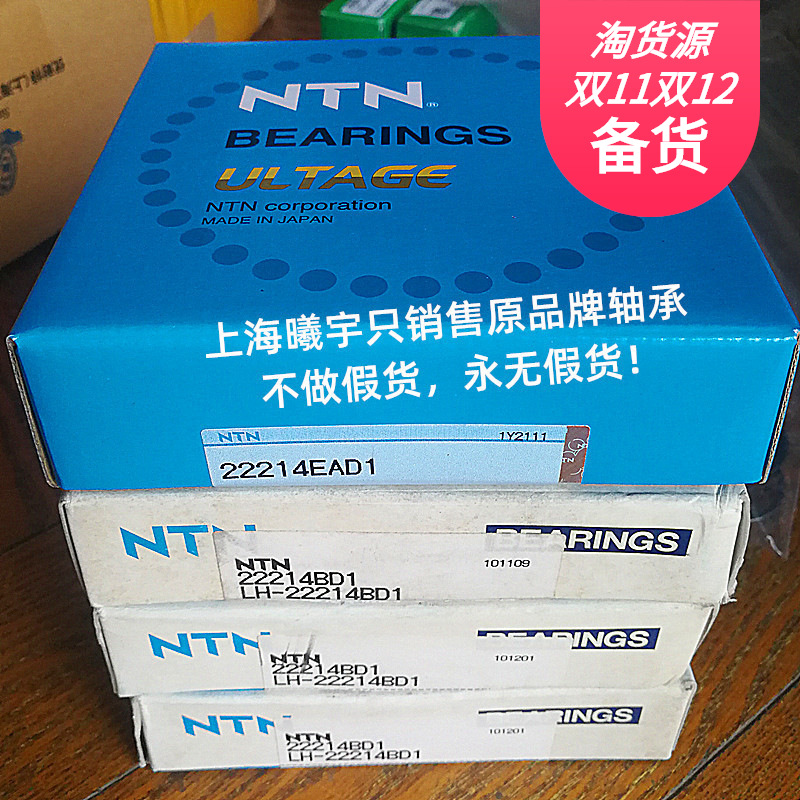 淘货源
双11双12
备货
NTN®
BEARINGS
ULTAGE
NTN corporation
MADE IN JAPAN
上海曦宇只销售原品牌轴承
不做假货，永无假货！
NTN
1Y2111
22214EAD1
NTN
NTN
BEARINGS
NTN
101109
22214BD1
LH-22214BD1
NTN
BEARINGS
NTN
101201
22214BD1
LH-22214BD1
NTN
BEARINGS
NTN
101201
22214BD1
LH-22214BD1